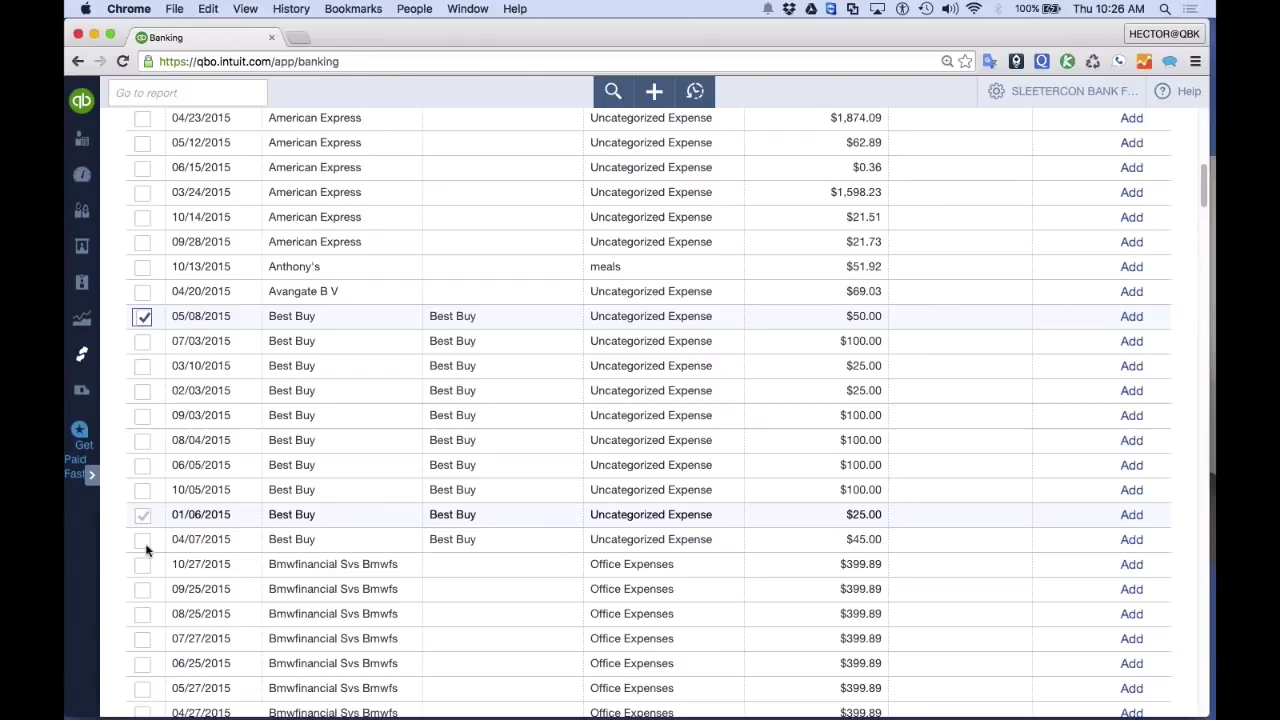 Chrome File Edit View History Bookmarks People Window Help 100% Thu 10:26 AM
Banking HECTOR@QBK
https://qbo.intuit.com/app/banking
qb Go to report SLEETERCON BANK F... Help
04/23/2015 American Express Uncategorized Expense $1,874.09 Add
05/12/2015 American Express Uncategorized Expense $62.89 Add
06/15/2015 American Express Uncategorized Expense $0.36 Add
03/24/2015 American Express Uncategorized Expense $1,598.23 Add
10/14/2015 American Express Uncategorized Expense $21.51 Add
09/28/2015 American Express Uncategorized Expense $21.73 Add
10/13/2015 Anthony's meals $51.92 Add
04/20/2015 Avangate B V Uncategorized Expense $69.03 Add
05/08/2015 Best Buy Best Buy Uncategorized Expense $50.00 Add
07/03/2015 Best Buy Best Buy Uncategorized Expense $100.00 Add
03/10/2015 Best Buy Best Buy Uncategorized Expense $25.00 Add
02/03/2015 Best Buy Best Buy Uncategorized Expense $25.00 Add
09/03/2015 Best Buy Best Buy Uncategorized Expense $100.00 Add
08/04/2015 Best Buy Best Buy Uncategorized Expense $100.00 Add
06/05/2015 Best Buy Best Buy Uncategorized Expense $100.00 Add
10/05/2015 Best Buy Best Buy Uncategorized Expense $100.00 Add
01/06/2015 Best Buy Best Buy Uncategorized Expense $25.00 Add
04/07/2015 Best Buy Best Buy Uncategorized Expense $45.00 Add
10/27/2015 Bmwfinancial Svs Bmwfs Office Expenses $399.89 Add
09/25/2015 Bmwfinancial Svs Bmwfs Office Expenses $399.89 Add
08/25/2015 Bmwfinancial Svs Bmwfs Office Expenses $399.89 Add
07/27/2015 Bmwfinancial Svs Bmwfs Office Expenses $399.89 Add
06/25/2015 Bmwfinancial Svs Bmwfs Office Expenses $399.89 Add
05/27/2015 Bmwfinancial Svs Bmwfs Office Expenses $399.89 Add
04/27/2015 Bmwfinancial Svs Bmwfs Office Expenses $399.89 Add
Get
Paid
Fast